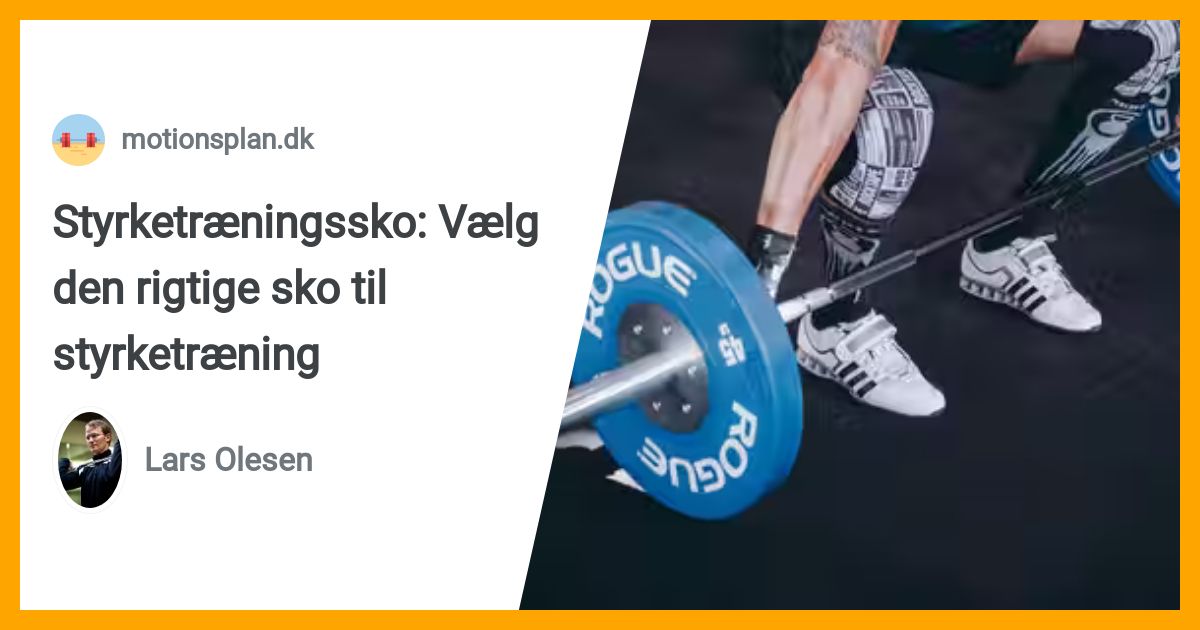 motionsplan.dk
Styrketræningssko: Vælg
den rigtige sko til
styrketræning
Lars Olesen
ROGUE
ROGUE
ROGUE